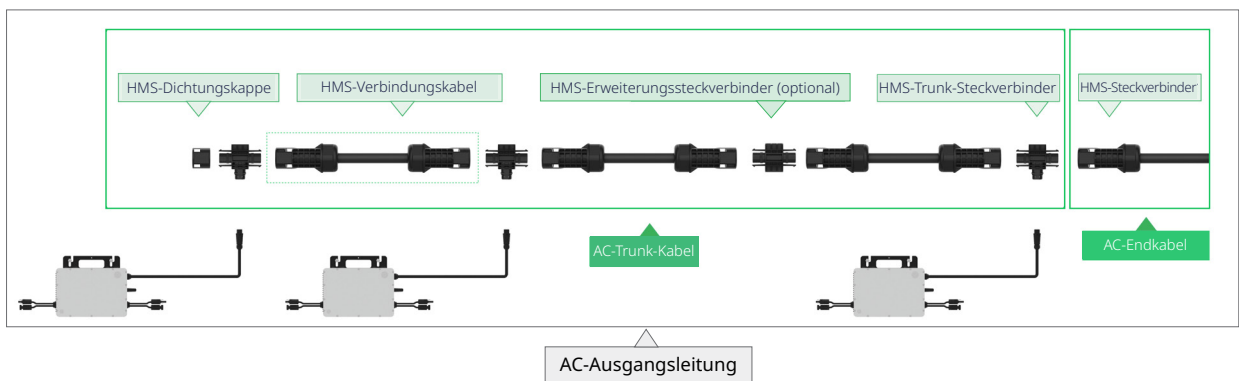 HMS-Dichtungskappe
HMS-Verbindungskabel
HMS-Erweiterungssteckverbinder (optional)
HMS-Trunk-Steckverbinder
HMS-Steckverbinder
AC-Trunk-Kabel
AC-Endkabel
AC-Ausgangsleitung